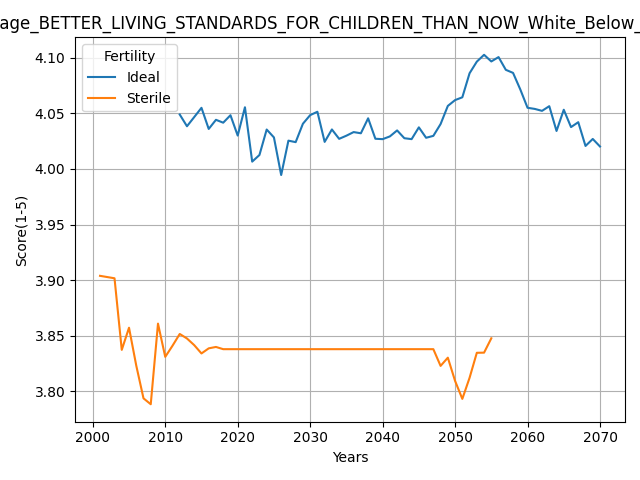 age_BETTER_LIVING_STANDARDS_FOR_CHILDREN_THAN_NOW_White_Below_
Fertility
Ideal
Sterile
4.10
4.05
4.00
3.95
3.90
3.85
3.80
Score(1-5)
2000 2010 2020 2030 2040 2050 2060 2070
Years